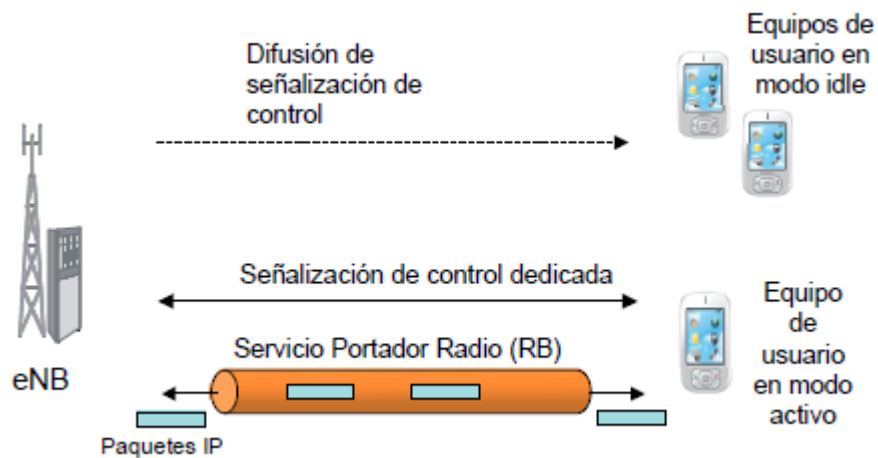 Difusión de
señalización de
control
Equipos de
usuario en
modo idle
Señalización de control dedicada
Servicio Portador Radio (RB)
Equipo
de
usuario
en modo
activo
eNB
Paquetes IP